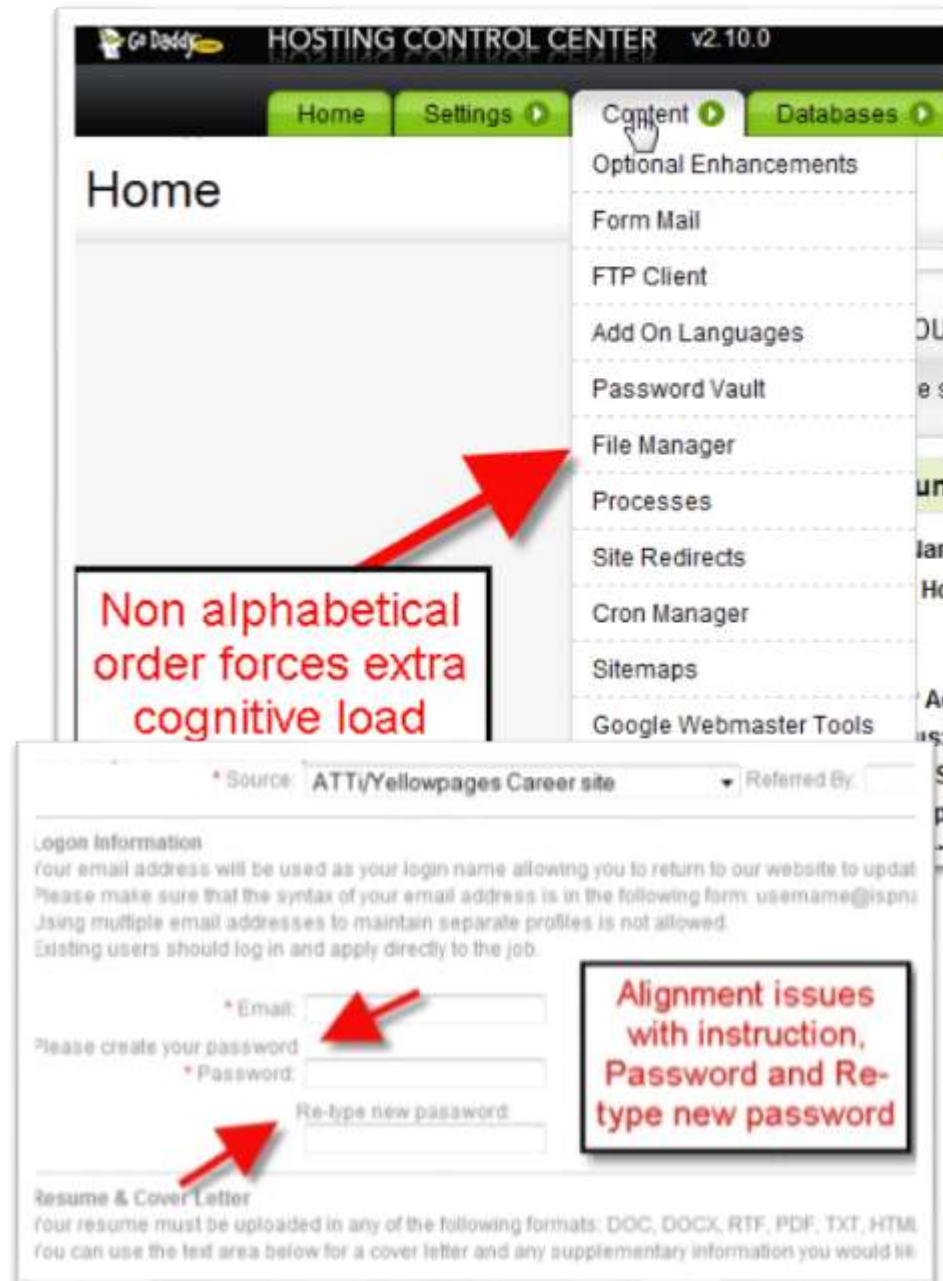 Go Daddy.com HOSTING CONTROL CENTER v2.10.0
Home Settings Content Databases
Home
Optional Enhancements
Form Mail
FTP Client
Add On Languages
Password Vault
File Manager
Processes
Site Redirects
Cron Manager
Sitemaps
Google Webmaster Tools
Non alphabetical
order forces extra
cognitive load
* Source: ATTi/Yellowpages Career site Referred By:
Logon Information
Your email address will be used as your login name allowing you to return to our website to updat
Please make sure that the syntax of your email address is in the following form: username@ispna
Using multiple email addresses to maintain separate profiles is not allowed.
Existing users should log in and apply directly to the job.
* Email:
Please create your password
* Password:
Re-type new password:
Alignment issues
with instruction,
Password and Re-
type new password
Resume & Cover Letter
Your resume must be uploaded in any of the following formats: DOC, DOCX, RTF, PDF, TXT, HTML
You can use the text area below for a cover letter and any supplementary information you would lik